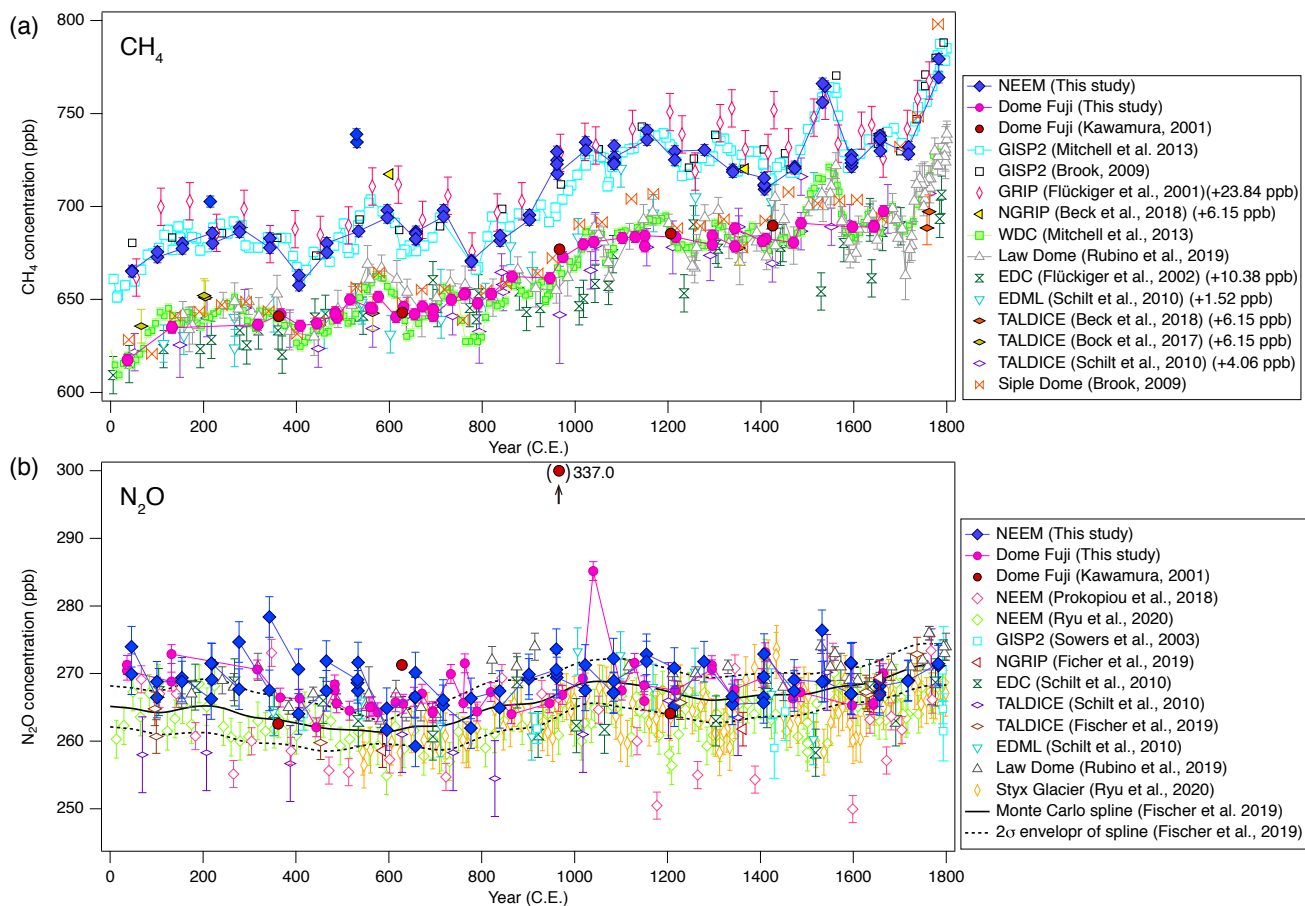 (a)
CH4
CH4 concentration (ppb)
800
750
700
650
600
0
200
400
600
800
1000
1200
1400
1600
1800
Year (C.E.)
NEEM (This study)
Dome Fuji (This study)
Dome Fuji (Kawamura, 2001)
GISP2 (Mitchell et al. 2013)
GISP2 (Brook, 2009)
GRIP (Flückiger et al., 2001)(+23.84 ppb)
NGRIP (Beck et al., 2018) (+6.15 ppb)
WDC (Mitchell et al., 2013)
Law Dome (Rubino et al., 2019)
EDC (Flückiger et al., 2002) (+10.38 ppb)
EDML (Schilt et al., 2010) (+1.52 ppb)
TALDICE (Beck et al., 2018) (+6.15 ppb)
TALDICE (Bock et al., 2017) (+6.15 ppb)
TALDICE (Schilt et al., 2010) (+4.06 ppb)
Siple Dome (Brook, 2009)
(b)
N2O
N2O concentration (ppb)
300
290
280
270
260
250
( ) 337.0
0
200
400
600
800
1000
1200
1400
1600
1800
Year (C.E.)
NEEM (This study)
Dome Fuji (This study)
Dome Fuji (Kawamura, 2001)
NEEM (Prokopiou et al., 2018)
NEEM (Ryu et al., 2020)
GISP2 (Sowers et al., 2003)
NGRIP (Ficher et al., 2019)
EDC (Schilt et al., 2010)
TALDICE (Schilt et al., 2010)
TALDICE (Fischer et al., 2019)
EDML (Schilt et al., 2010)
Law Dome (Rubino et al., 2019)
Styx Glacier (Ryu et al., 2020)
Monte Carlo spline (Fischer et al. 2019)
2σ envelopr of spline (Fischer et al., 2019)